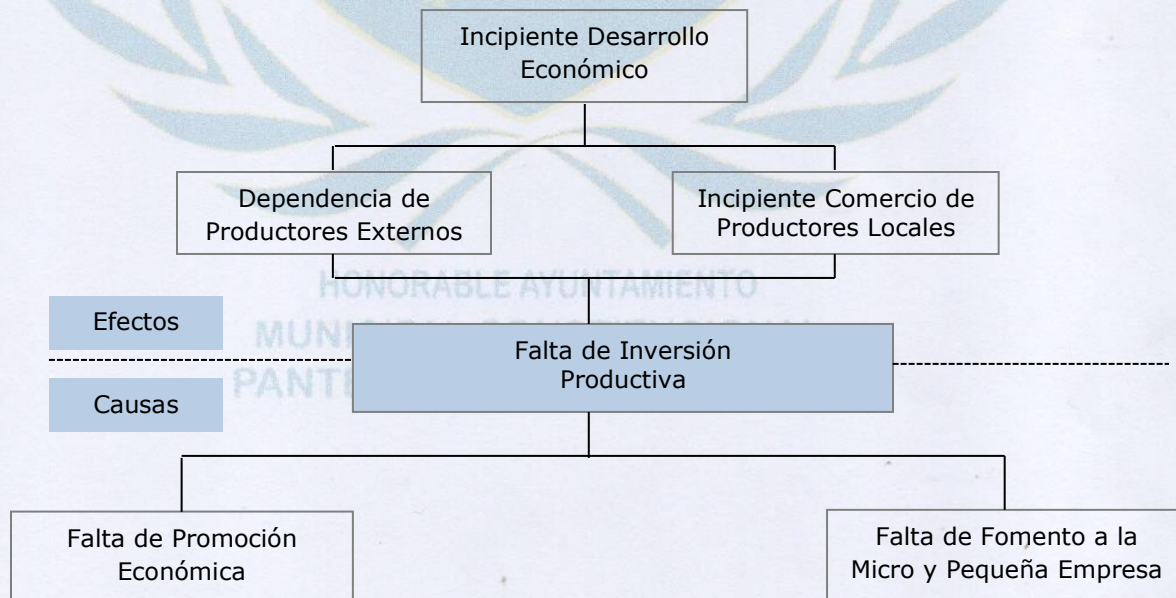 Incipiente Desarrollo
Económico
Dependencia de
Productores Externos
Incipiente Comercio de
Productores Locales
HONORABLE AYUNTAMIENTO
Efectos
Falta de Inversión
Productiva
Causas
Falta de Promoción
Económica
Falta de Fomento a la
Micro y Pequeña Empresa